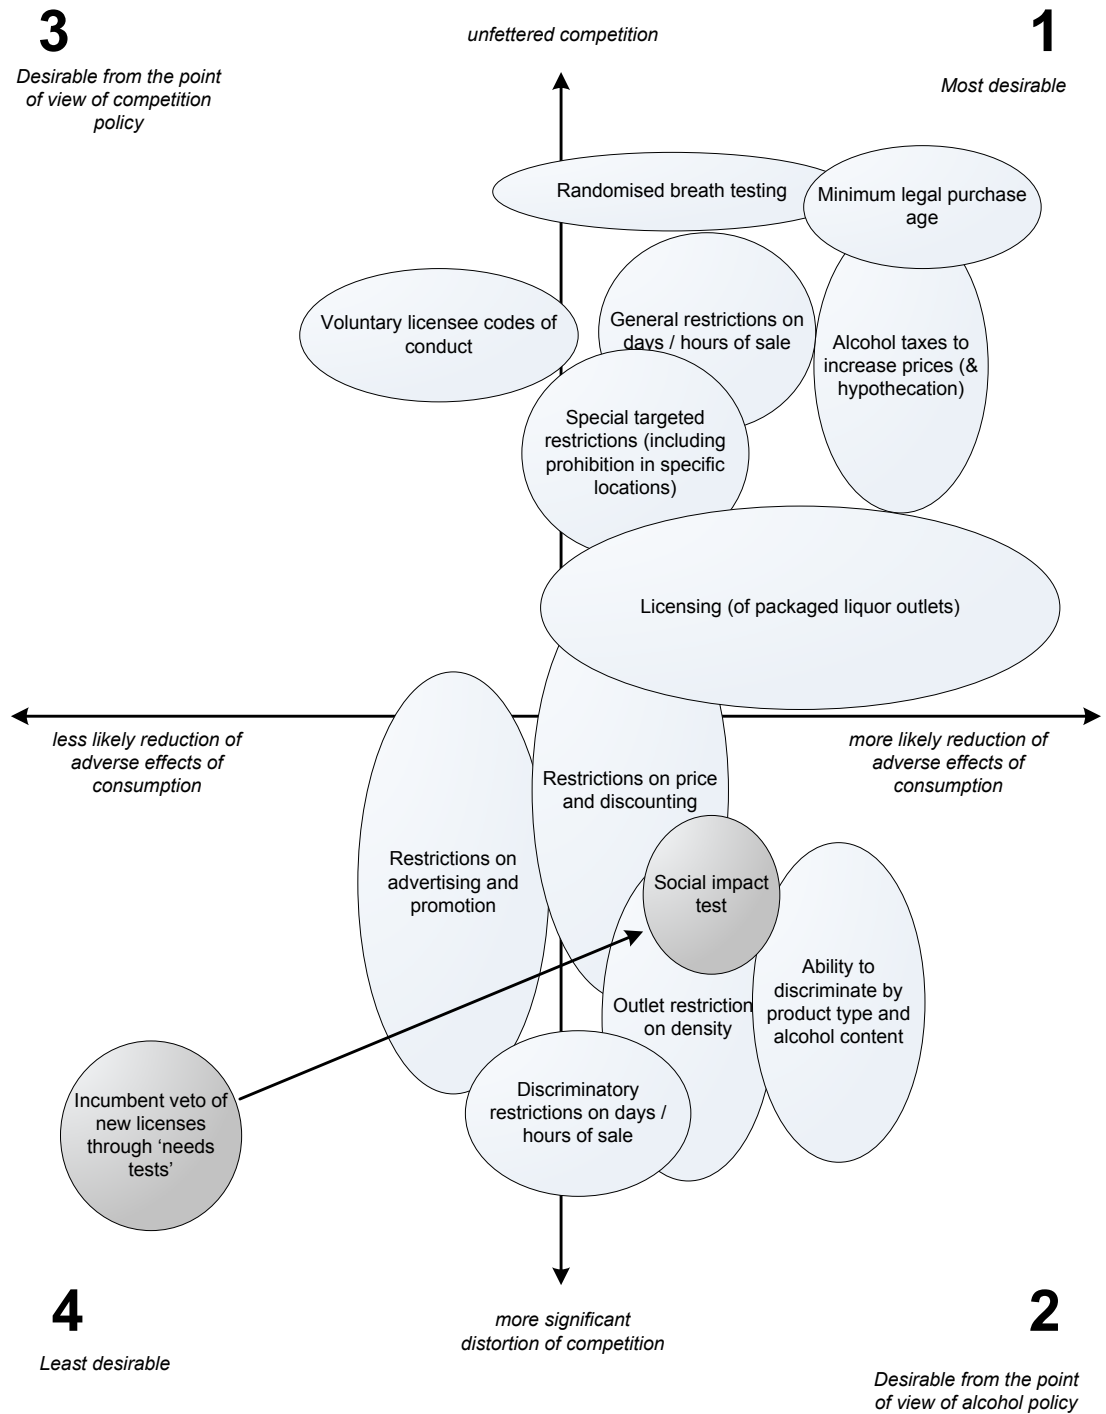 3
Desirable from the point
of view of competition
policy
unfettered competition
1
Most desirable
Randomised breath testing
Minimum legal purchase
age
Voluntary licensee codes of
conduct
General restrictions on
days / hours of sale
Alcohol taxes to
increase prices (&
hypothecation)
Special targeted
restrictions (including
prohibition in specific
locations)
Licensing (of packaged liquor outlets)
less likely reduction of
adverse effects of
consumption
more likely reduction of
adverse effects of
consumption
Restrictions on price
and discounting
Restrictions on
advertising and
promotion
Social impact
test
Ability to
discriminate by
product type and
alcohol content
Outlet restriction
on density
Discriminatory
restrictions on days /
hours of sale
Incumbent veto of
new licenses
through ‘needs
tests’
4
Least desirable
more significant
distortion of competition
2
Desirable from the point
of view of alcohol policy